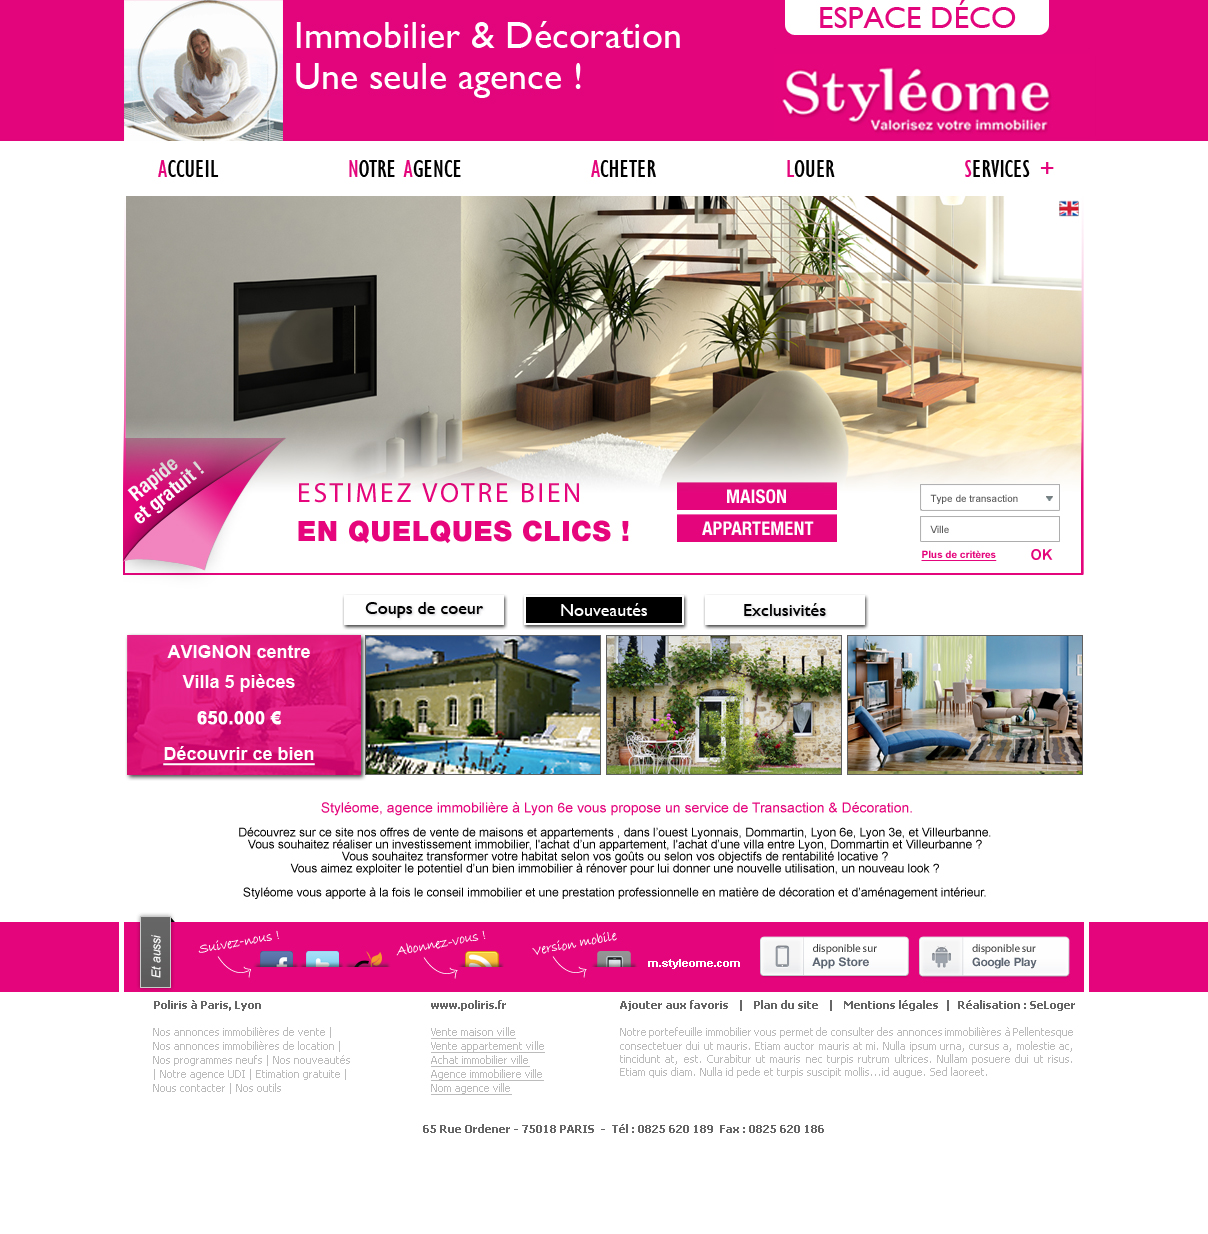 Immobilier & Décoration
Une seule agence !
ESPACE DÉCO
Styléome
Valorisez votre immobilier
ACCUEIL
NOTRE AGENCE
ACHETER
LOUER
SERVICES +
Rapide
et gratuit !
ESTIMEZ VOTRE BIEN
EN QUELQUES CLICS !
MAISON
APPARTEMENT
Type de transaction
Ville
Plus de critères
OK
Coups de coeur
Nouveautés
Exclusivités
AVIGNON centre
Villa 5 pièces
650.000 €
Découvrir ce bien
Styléome, agence immobilière à Lyon 6e vous propose un service de Transaction & Décoration.
Découvrez sur ce site nos offres de vente de maisons et appartements , dans l'ouest Lyonnais, Dommartin, Lyon 6e, Lyon 3e, et Villeurbanne.
Vous souhaitez réaliser un investissement immobilier, l'achat d'un appartement, l'achat d'une villa entre Lyon, Dommartin et Villeurbanne ?
Vous souhaitez transformer votre habitat selon vos goûts ou selon vos objectifs de rentabilité locative ?
Vous aimez exploiter le potentiel d'un bien immobilier à rénover pour lui donner une nouvelle utilisation, un nouveau look ?
Styléome vous apporte à la fois le conseil immobilier et une prestation professionnelle en matière de décoration et d'aménagement intérieur.
Et aussi
Suivez-nous !
Abonnez-vous !
Version mobile
m.styleome.com
disponible sur
App Store
disponible sur
Google Play
Poliris à Paris, Lyon
Nos annonces immobilières de vente |
Nos annonces immobilières de location |
Nos programmes neufs | Nos nouveautés
| Notre agence UDI | Etimation gratuite |
Nous contacter | Nos outils
www.poliris.fr
Vente maison ville
Vente appartement ville
Achat immobilier ville
Agence immobiliere ville
Nom agence ville
Ajouter aux favoris | Plan du site | Mentions légales | Réalisation : SeLoger
Notre portefeuille immobilier vous permet de consulter des annonces immobilières à Pellentesque
consectetuer dui ut mauris. Etiam auctor mauris at mi. Nulla ipsum urna, cursus a, molestie ac,
tincidunt at, est. Curabitur ut mauris nec turpis rutrum ultrices. Nullam posuere dui ut risus.
Etiam quis diam. Nulla id pede et turpis suscipit mollis...id augue. Sed laoreet.
65 Rue Ordener - 75018 PARIS - Tél : 0825 620 189 Fax : 0825 620 186